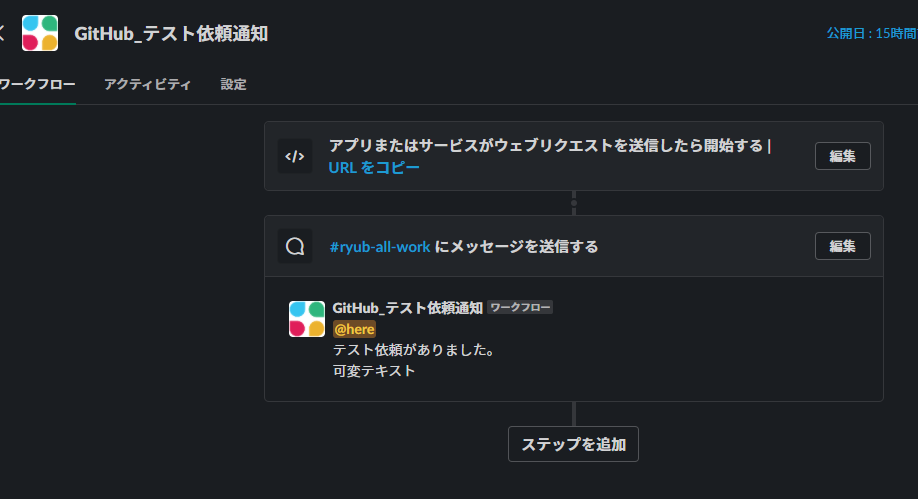 GitHub_テスト依頼通知
公開日 : 15時間
ワークフロー
アクティビティ
設定
アプリまたはサービスがウェブリクエストを送信したら開始する |
URL をコピー
編集
#ryub-all-work にメッセージを送信する
編集
GitHub_テスト依頼通知 ワークフロー
@here
テスト依頼がありました。
可変テキスト
ステップを追加